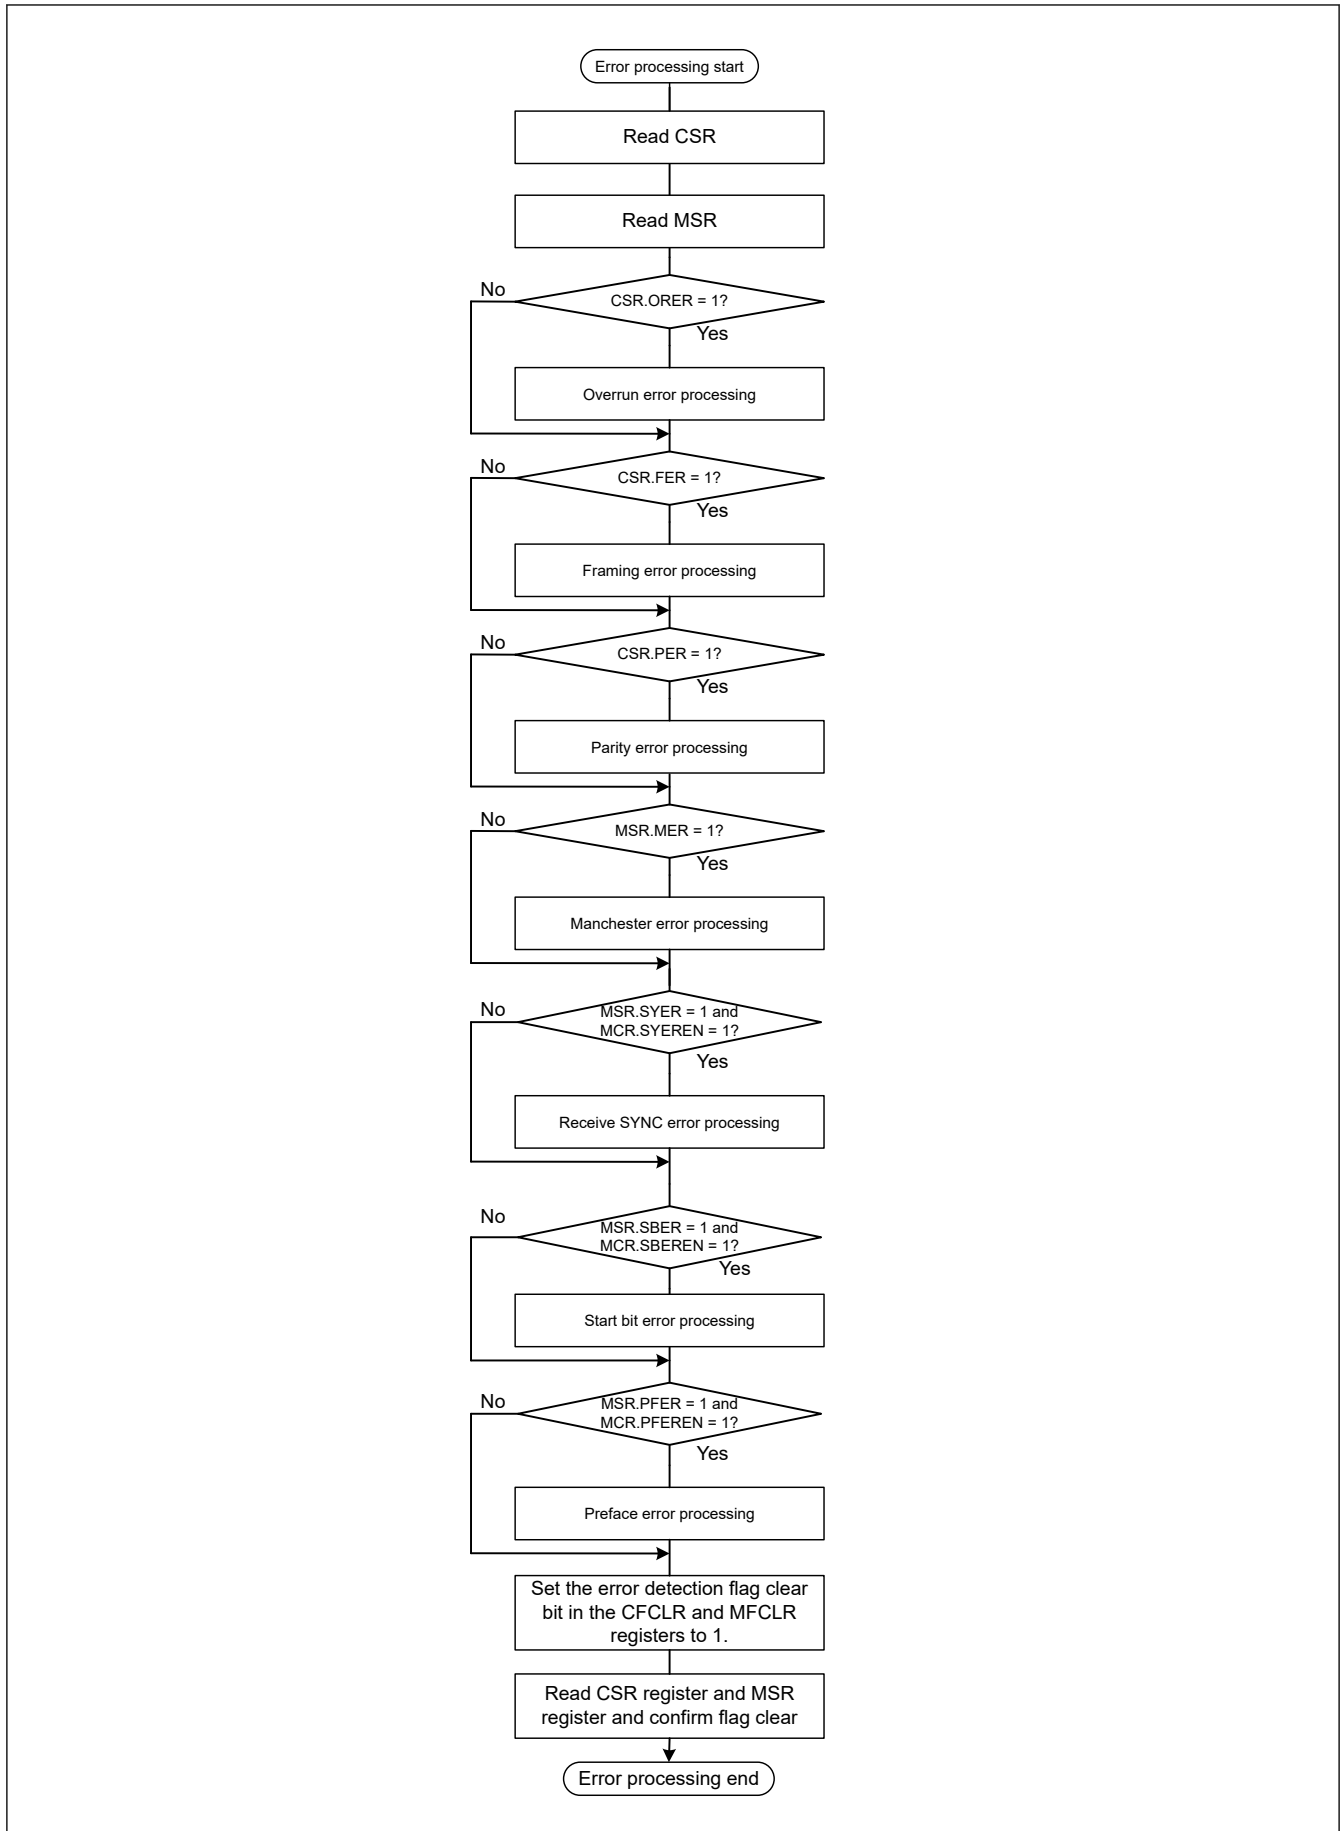 Error processing start
Read CSR
Read MSR
No
CSR.ORER = 1?
Yes
Overrun error processing
No
CSR.FER = 1?
Yes
Framing error processing
No
CSR.PER = 1?
Yes
Parity error processing
No
MSR.MER = 1?
Yes
Manchester error processing
No
MSR.SYER = 1 and
MCR.SYEREN = 1?
Yes
Receive SYNC error processing
No
MSR.SBER = 1 and
MCR.SBEREN = 1?
Yes
Start bit error processing
No
MSR.PFER = 1 and
MCR.PFEREN = 1?
Yes
Preface error processing
Set the error detection flag clear
bit in the CFCLR and MFCLR
registers to 1.
Read CSR register and MSR
register and confirm flag clear
Error processing end